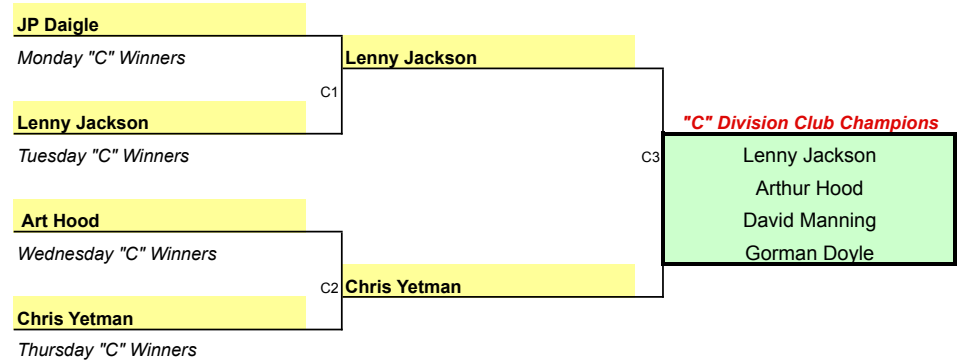 JP Daigle
Monday "C" Winners
Lenny Jackson
C1
Lenny Jackson
"C" Division Club Champions
Tuesday "C" Winners
C3
Lenny Jackson
Arthur Hood
David Manning
Gorman Doyle
Art Hood
Wednesday "C" Winners
C2
Chris Yetman
Chris Yetman
Thursday "C" Winners